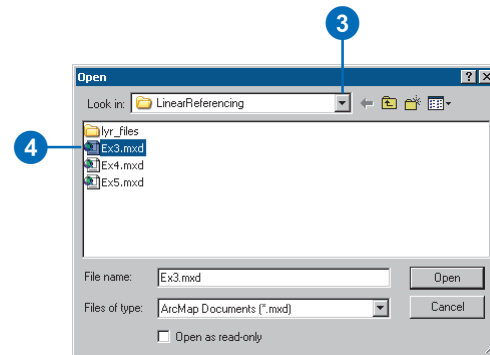 3
Open
Look in: LinearReferencing
lyr_files
4
Ex3.mxd
Ex4.mxd
Ex5.mxd
File name: Ex3.mxd Open
Files of type: ArcMap Documents (*.mxd) Cancel
Open as read-only